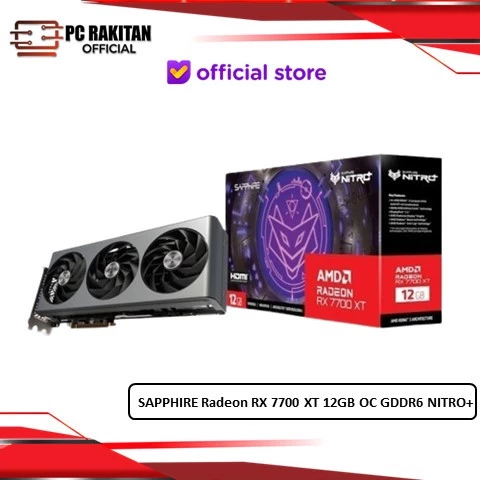 PC RAKITAN
OFFICIAL
official store
SAPPHIRE
NITRO+
NITRO+
HDMI
12GB
AMD
RADEON
RX 7700 XT
AMD
RADEON
RX 7700 XT
12GB
SAPPHIRE Radeon RX 7700 XT 12GB OC GDDR6 NITRO+